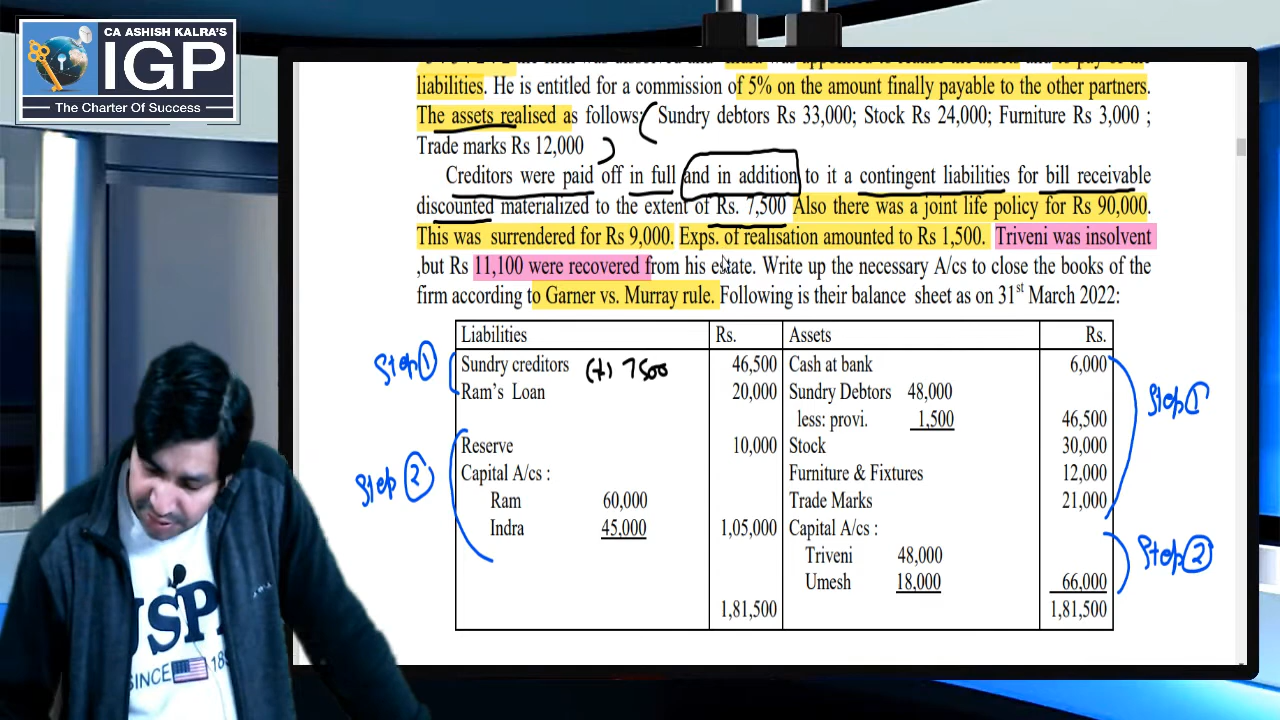 CA ASHISH KALRA'S
IGP
The Charter Of Success
liabilities. He is entitled for a commission of 5% on the amount finally payable to the other partners.
The assets realised as follows: Sundry debtors Rs 33,000; Stock Rs 24,000; Furniture Rs 3,000 ;
Trade marks Rs 12,000
Creditors were paid off in full and in addition to it a contingent liabilities for bill receivable
discounted materialized to the extent of Rs. 7,500 Also there was a joint life policy for Rs 90,000.
This was surrendered for Rs 9,000. Exps. of realisation amounted to Rs 1,500. Triveni was insolvent
,but Rs 11,100 were recovered from his estate. Write up the necessary A/cs to close the books of the
firm according to Garner vs. Murray rule. Following is their balance sheet as on 31st March 2022:
Liabilities Rs. Assets Rs.
Step 1 Sundry creditors (+) 7500 46,500 Cash at bank 6,000
Ram's Loan 20,000 Sundry Debtors 48,000 Step 1
less: provi. 1,500 46,500
Reserve 10,000 Stock 30,000
Step 2 Capital A/cs : Furniture & Fixtures 12,000
Ram 60,000 Trade Marks 21,000
Indra 45,000 1,05,000 Capital A/cs :
Triveni 48,000 Step 2
Umesh 18,000 66,000
1,81,500 1,81,500
USPA
SINCE 18